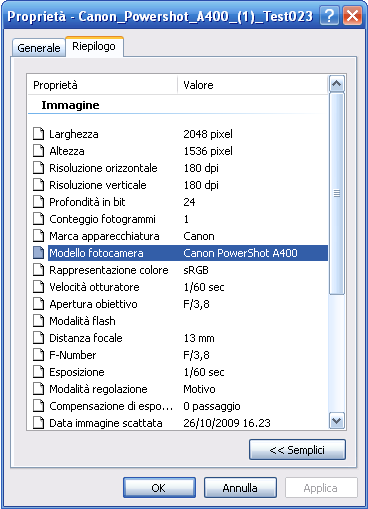 Proprietà - Canon_Powershot_A400_(1)_Test023
Generale Riepilogo
Proprietà Valore
Immagine
Larghezza 2048 pixel
Altezza 1536 pixel
Risoluzione orizzontale 180 dpi
Risoluzione verticale 180 dpi
Profondità in bit 24
Conteggio fotogrammi 1
Marca apparecchiatura Canon
Modello fotocamera Canon PowerShot A400
Rappresentazione colore sRGB
Velocità otturatore 1/60 sec
Apertura obiettivo F/3,8
Modalità flash
Distanza focale 13 mm
F-Number F/3,8
Esposizione 1/60 sec
Modalità regolazione Motivo
Compensazione di espo... 0 passaggio
Data immagine scattata 26/10/2009 16.23
<< Semplici
OK Annulla Applica